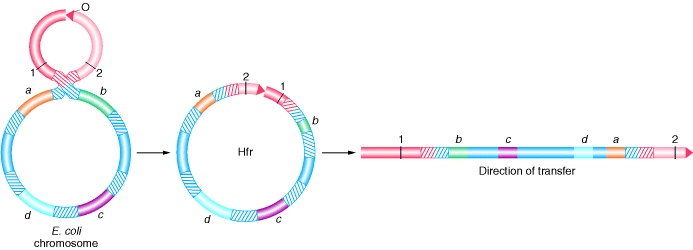 O
1
2
a
b
d
c
E. coli
chromosome
2
1
a
b
Hfr
d
c
1
b
c
d
a
2
Direction of transfer